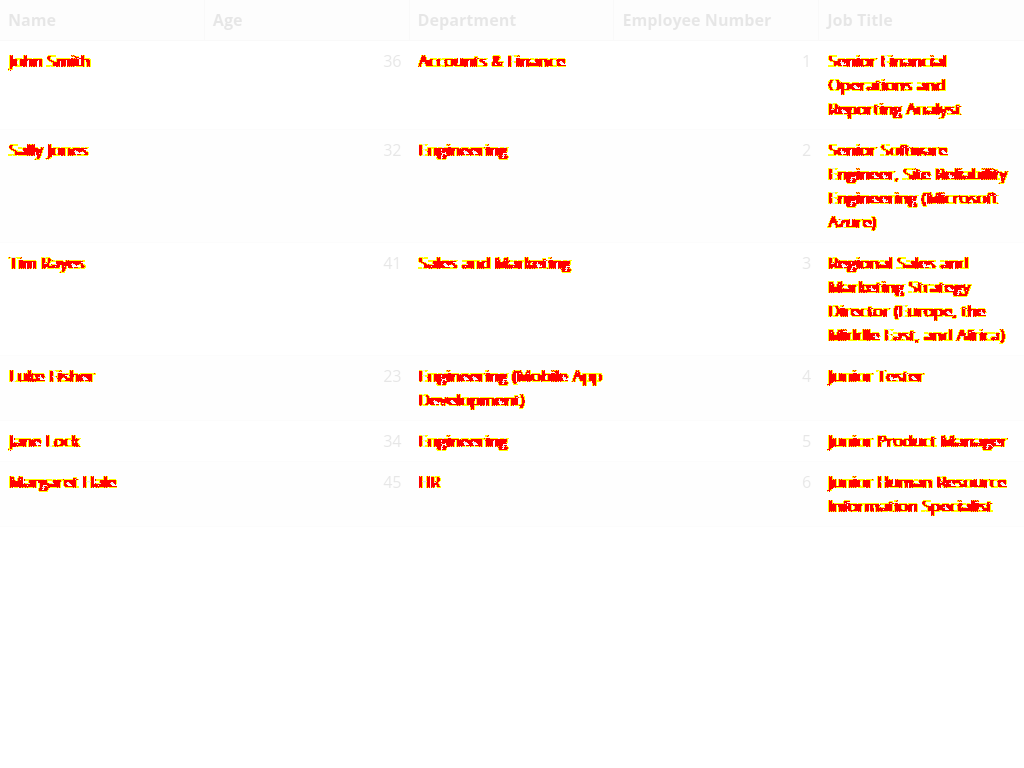 Name Age Department Employee Number Job Title
John Smith 36 Accounts & Finance 1 Senior Financial
Operations and
Reporting Analyst
Sally Jones 32 Engineering 2 Senior Software
Engineer, Site Reliability
Engineering (Microsoft
Azure)
Tim Rayes 41 Sales and Marketing 3 Regional Sales and
Marketing Strategy
Director (Europe, the
Middle East, and Africa)
Luke Fisher 23 Engineering (Mobile App 4 Junior Tester
Development)
Jane Lock 34 Engineering 5 Junior Product Manager
Margaret Hale 45 HR 6 Junior Human Resource
Information Specialist